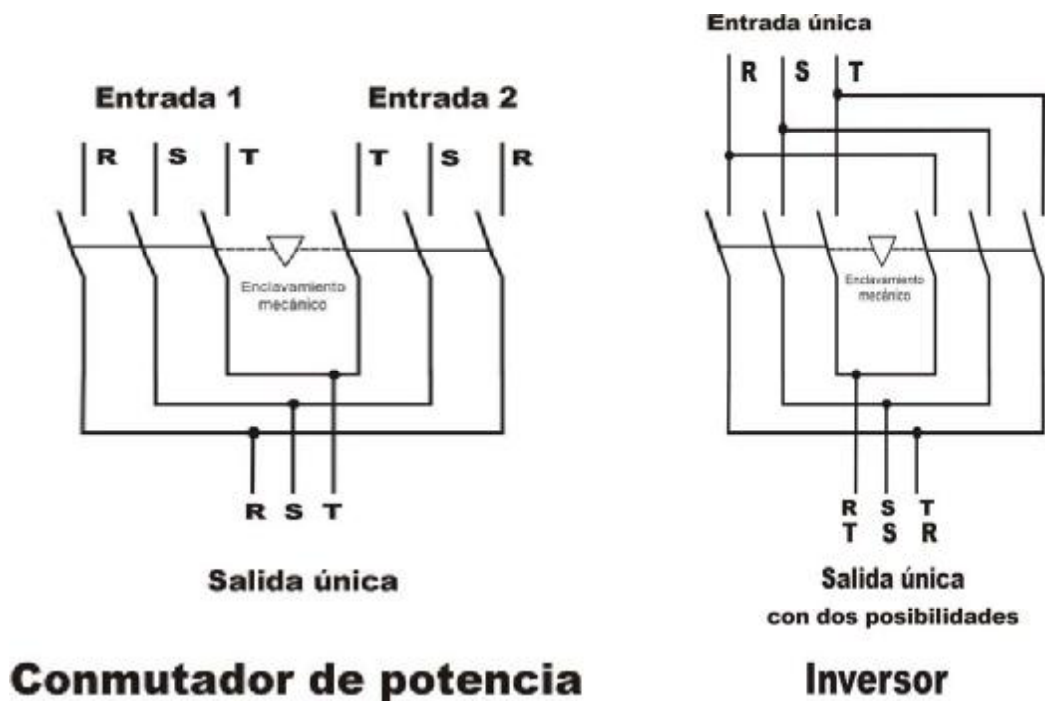 Entrada 1
Entrada 2
R S T
T S R
Enclavamiento
mecánico
R S T
Salida única
Conmutador de potencia
Entrada única
R S T
Enclavamiento
mecánico
R S T
T S R
Salida única
con dos posibilidades
Inversor